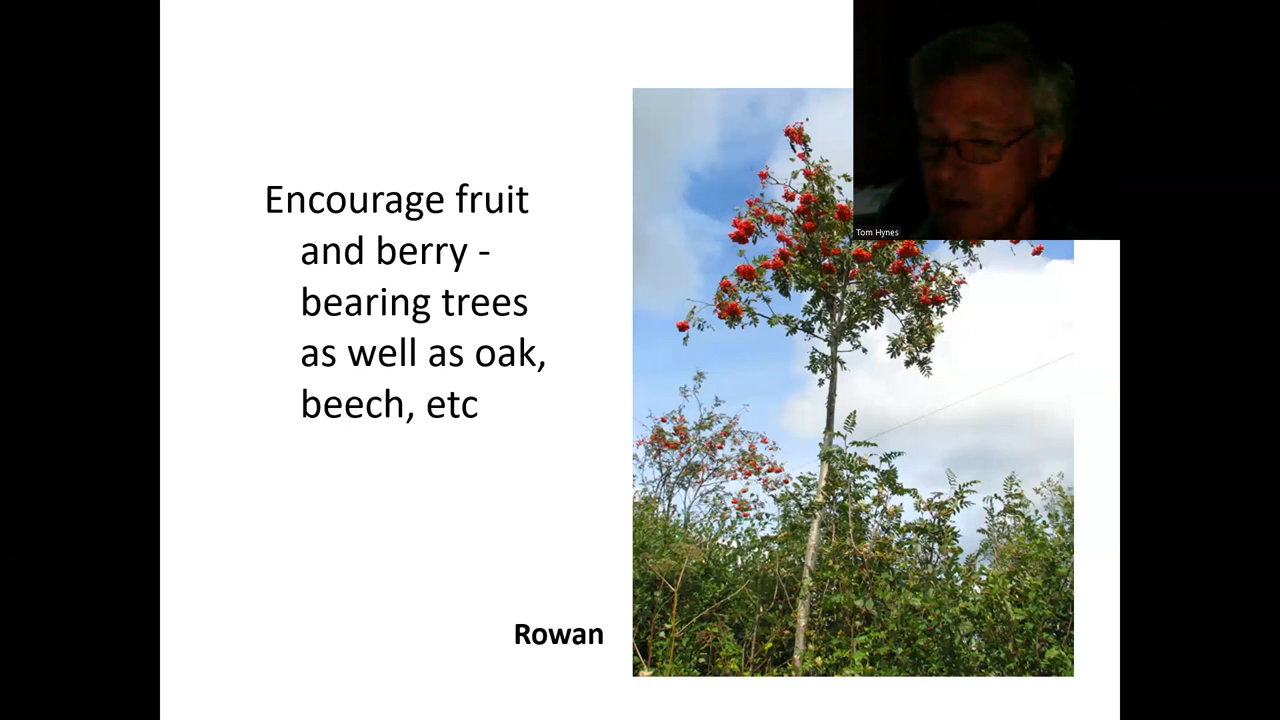 Encourage fruit
and berry -
bearing trees
as well as oak,
beech, etc
Rowan
Tom Hynes